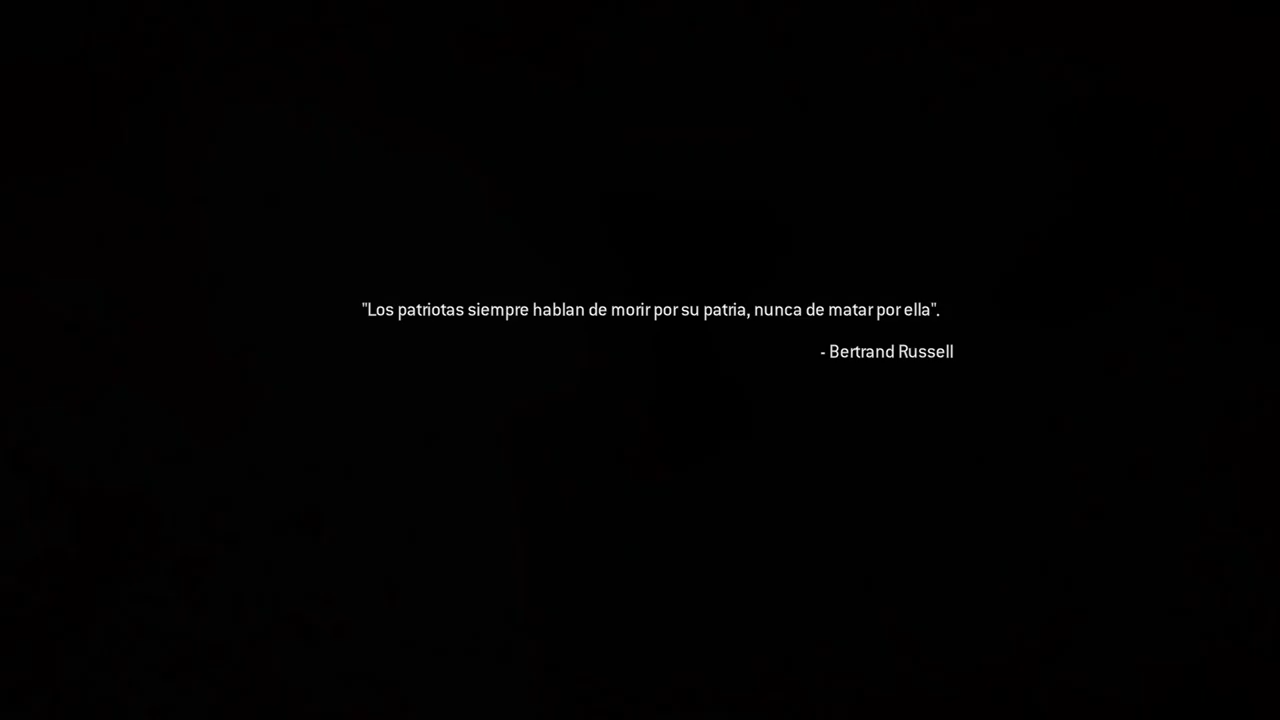 "Los patriotas siempre hablan de morir por su patria, nunca de matar por ella".
- Bertrand Russell